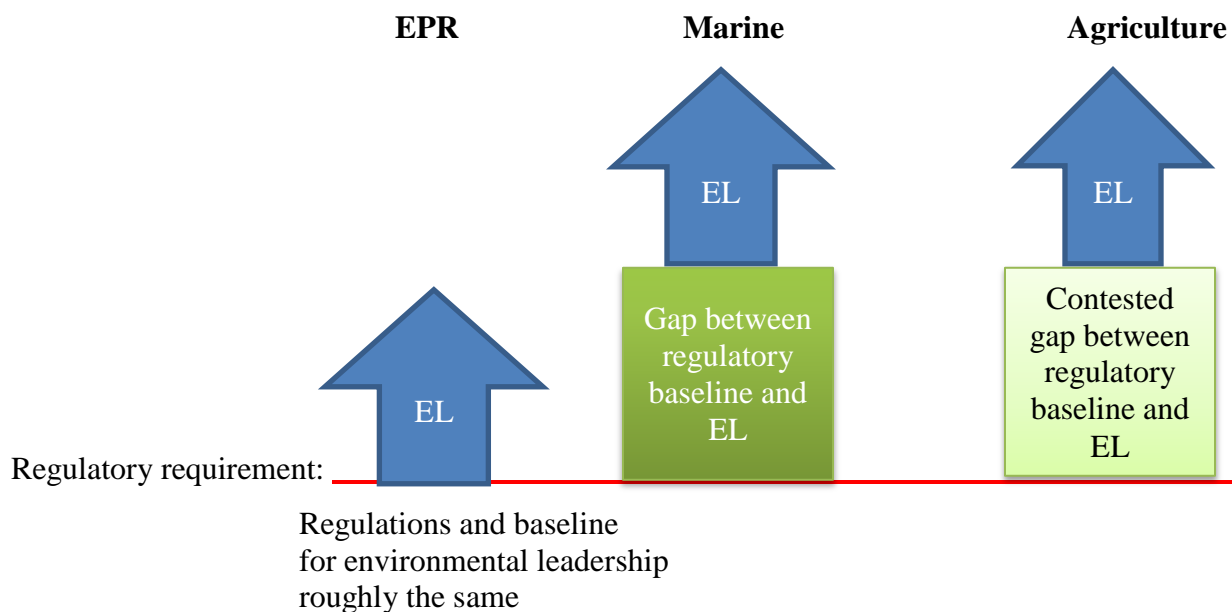 EPR
Marine
Agriculture
EL
EL
EL
Gap between
regulatory
baseline and
EL
Contested
gap between
regulatory
baseline and
EL
Regulatory requirement:
Regulations and baseline
for environmental leadership
roughly the same